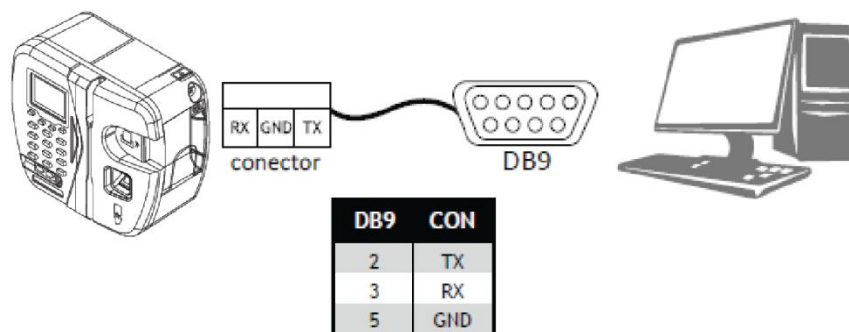 RX GND TX
conector
DB9
DB9 CON
2 TX
3 RX
5 GND